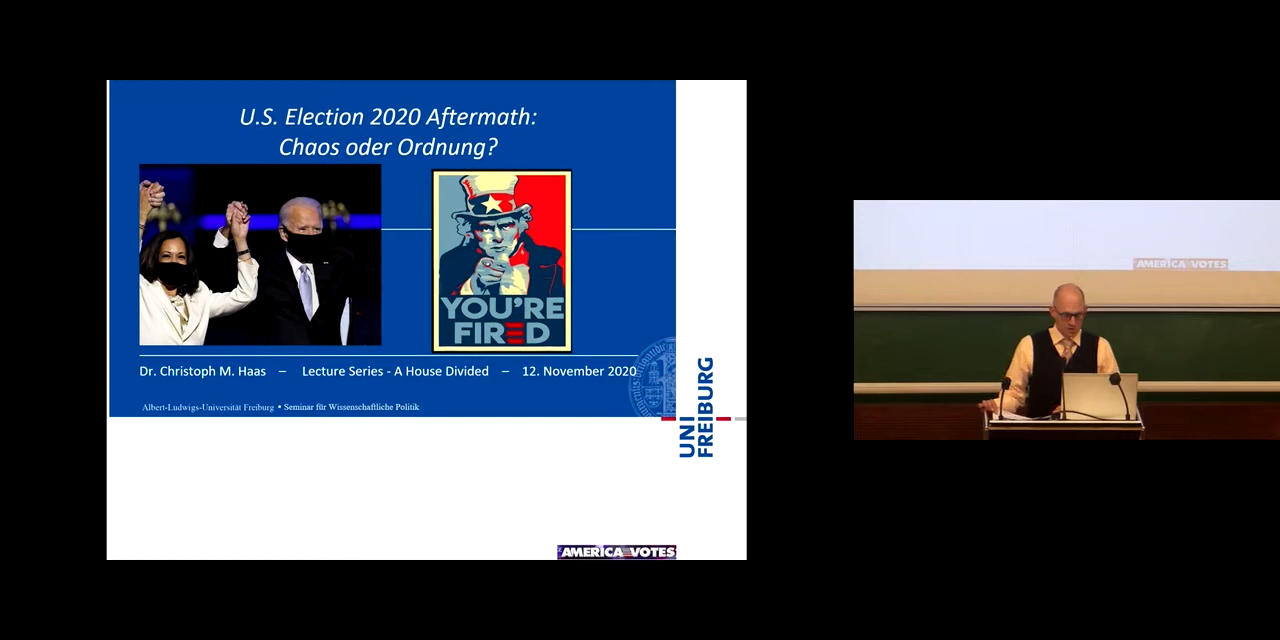 U.S. Election 2020 Aftermath:
Chaos oder Ordnung?
YOU'RE
FIRED
Dr. Christoph M. Haas – Lecture Series - A House Divided – 12. November 2020
Albert-Ludwigs-Universität Freiburg • Seminar für Wissenschaftliche Politik
UNI
FREIBURG
AMERICA VOTES
AMERICA VOTES